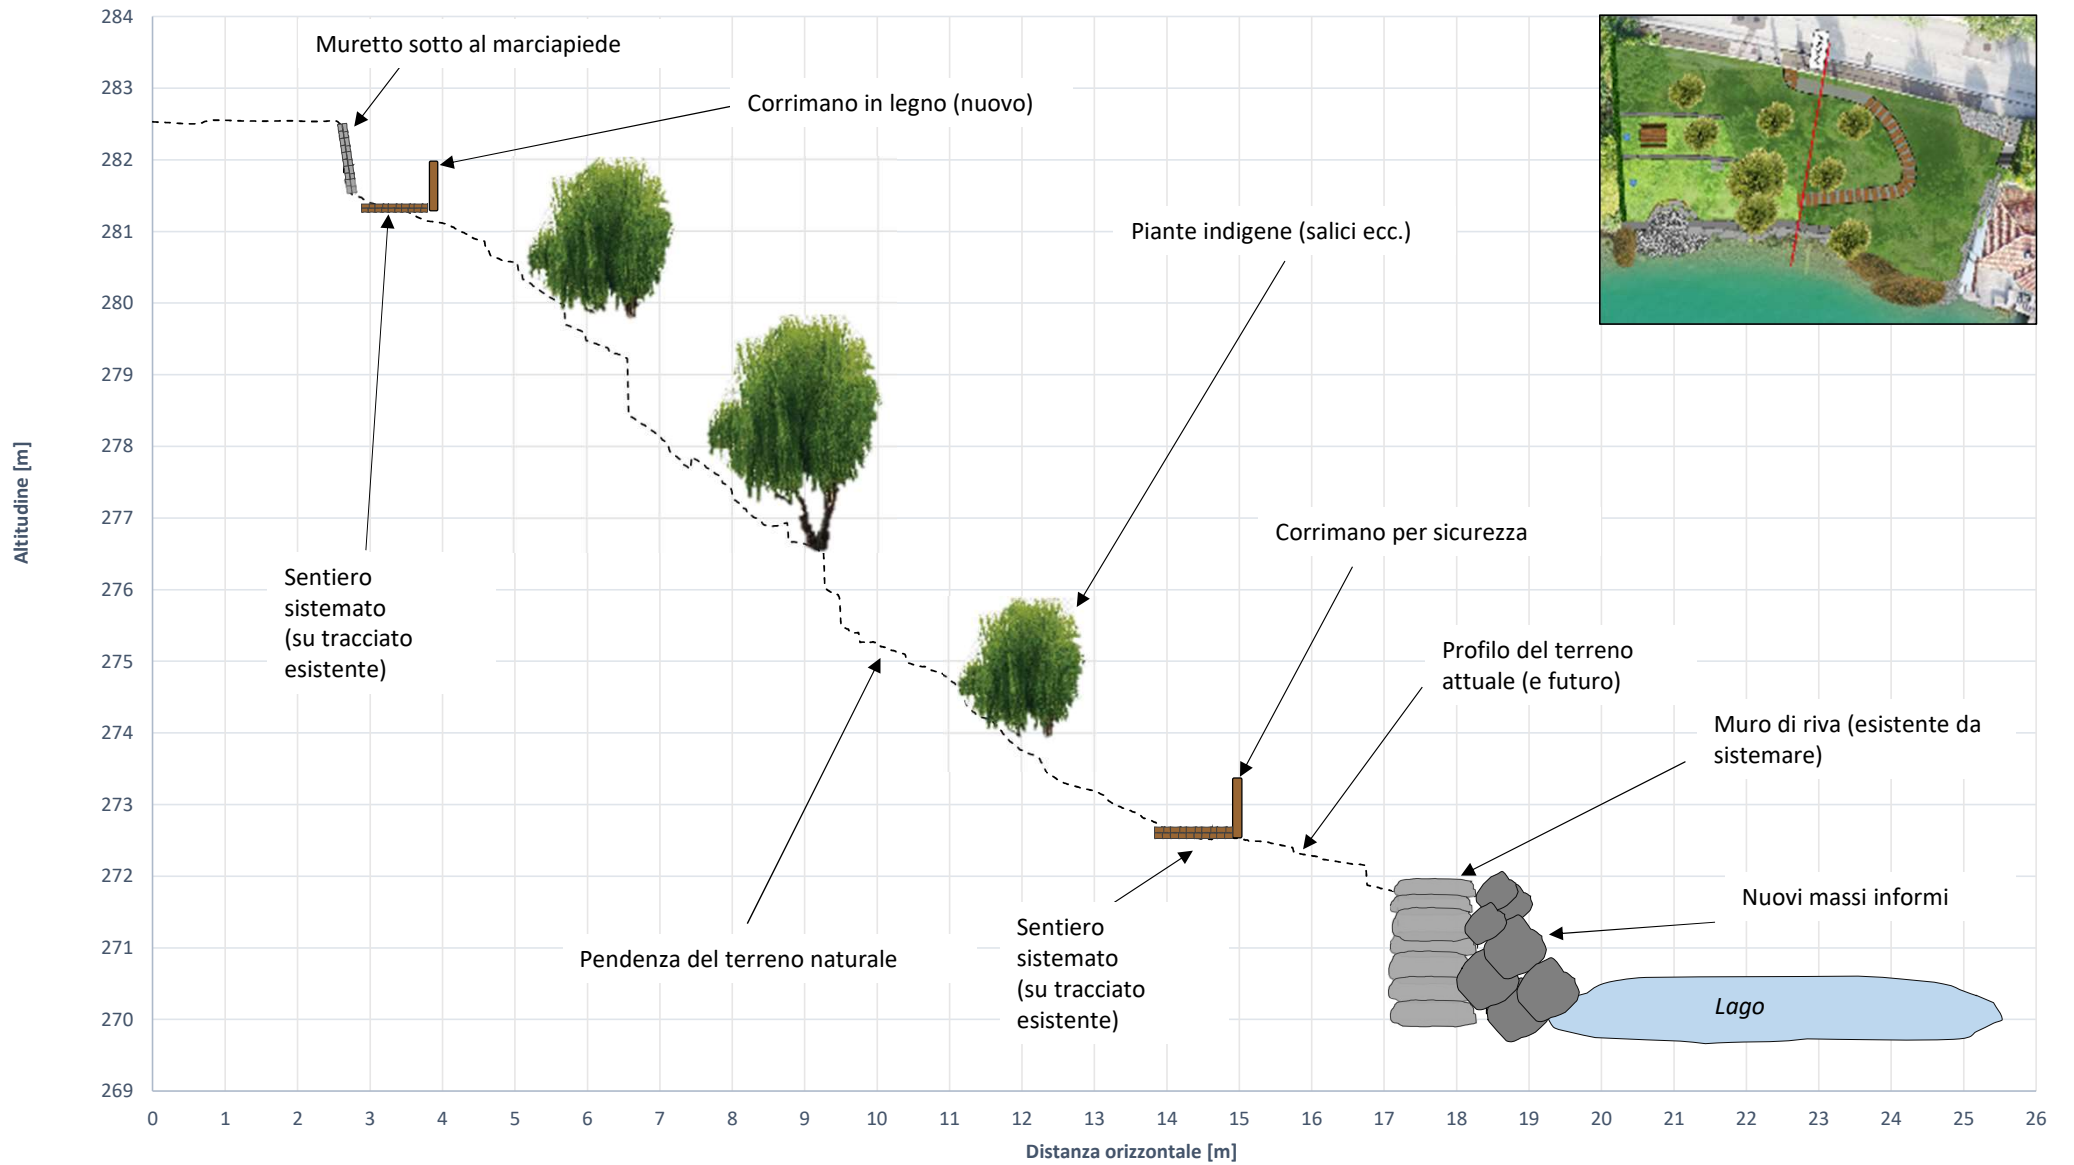 284
283
282
281
280
279
278
277
276
275
274
273
272
271
270
269
Altitudine [m]
Muretto sotto al marciapiede
Corrimano in legno (nuovo)
Piante indigene (salici ecc.)
Corrimano per sicurezza
Sentiero
sistemato
(su tracciato
esistente)
Profilo del terreno
attuale (e futuro)
Muro di riva (esistente da
sistemare)
Nuovi massi informi
Pendenza del terreno naturale
Sentiero
sistemato
(su tracciato
esistente)
Lago
0 1 2 3 4 5 6 7 8 9 10 11 12 13 14 15 16 17 18 19 20 21 22 23 24 25 26
Distanza orizzontale [m]